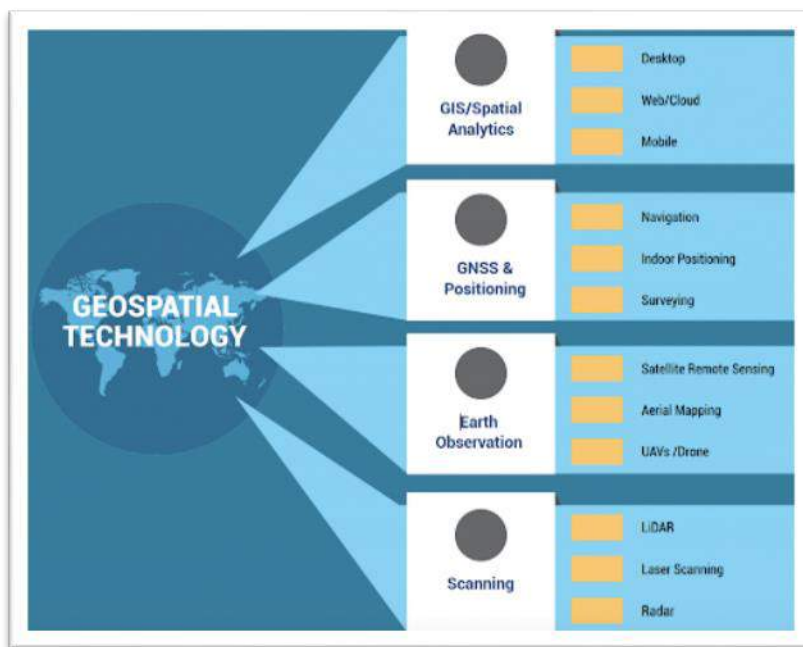 GEOSPATIAL
TECHNOLOGY
GIS/Spatial
Analytics
Desktop
Web/Cloud
Mobile
GNSS &
Positioning
Navigation
Indoor Positioning
Surveying
Earth
Observation
Satellite Remote Sensing
Aerial Mapping
UAVs /Drone
Scanning
LiDAR
Laser Scanning
Radar